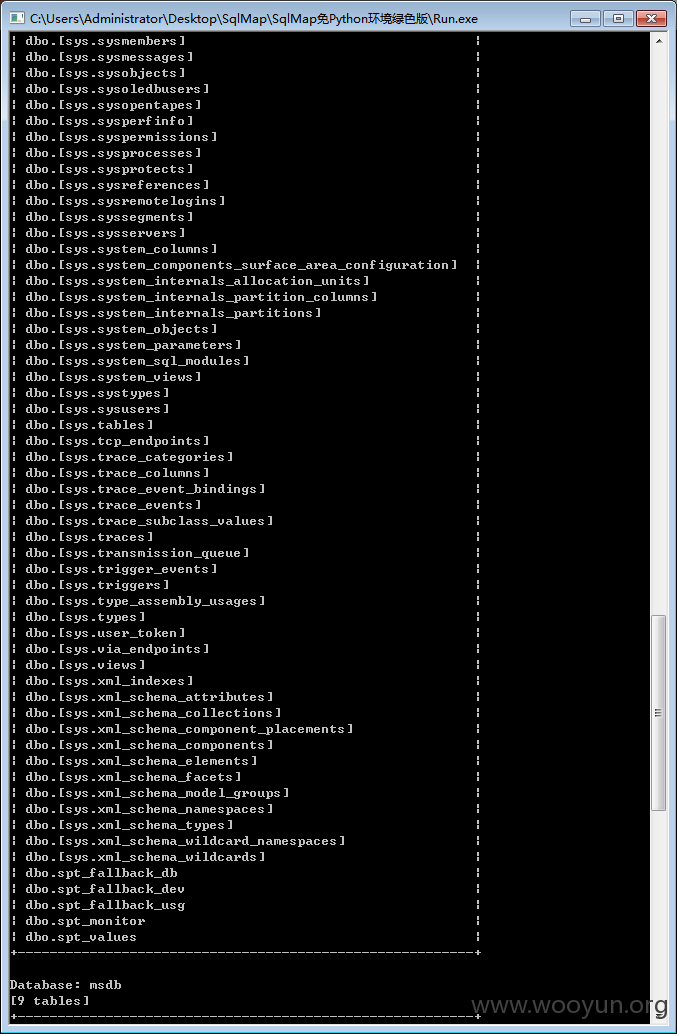 C:\Users\Administrator\Desktop\SqlMap\SqlMap免Python环境绿色版\Run.exe
¦ dbo.[sys.sysmembers] ¦
¦ dbo.[sys.sysmessages] ¦
¦ dbo.[sys.sysobjects] ¦
¦ dbo.[sys.sysoledbusers] ¦
¦ dbo.[sys.sysopentapes] ¦
¦ dbo.[sys.sysperfinfo] ¦
¦ dbo.[sys.syspermissions] ¦
¦ dbo.[sys.sysprocesses] ¦
¦ dbo.[sys.sysprotects] ¦
¦ dbo.[sys.sysreferences] ¦
¦ dbo.[sys.sysremotelogins] ¦
¦ dbo.[sys.syssegments] ¦
¦ dbo.[sys.sysservers] ¦
¦ dbo.[sys.system_columns] ¦
¦ dbo.[sys.system_components_surface_area_configuration] ¦
¦ dbo.[sys.system_internals_allocation_units] ¦
¦ dbo.[sys.system_internals_partition_columns] ¦
¦ dbo.[sys.system_internals_partitions] ¦
¦ dbo.[sys.system_objects] ¦
¦ dbo.[sys.system_parameters] ¦
¦ dbo.[sys.system_sql_modules] ¦
¦ dbo.[sys.system_views] ¦
¦ dbo.[sys.systypes] ¦
¦ dbo.[sys.sysusers] ¦
¦ dbo.[sys.tables] ¦
¦ dbo.[sys.tcp_endpoints] ¦
¦ dbo.[sys.trace_categories] ¦
¦ dbo.[sys.trace_columns] ¦
¦ dbo.[sys.trace_event_bindings] ¦
¦ dbo.[sys.trace_events] ¦
¦ dbo.[sys.trace_subclass_values] ¦
¦ dbo.[sys.traces] ¦
¦ dbo.[sys.transmission_queue] ¦
¦ dbo.[sys.trigger_events] ¦
¦ dbo.[sys.triggers] ¦
¦ dbo.[sys.type_assembly_usages] ¦
¦ dbo.[sys.types] ¦
¦ dbo.[sys.user_token] ¦
¦ dbo.[sys.via_endpoints] ¦
¦ dbo.[sys.views] ¦
¦ dbo.[sys.xml_indexes] ¦
¦ dbo.[sys.xml_schema_attributes] ¦
¦ dbo.[sys.xml_schema_collections] ¦
¦ dbo.[sys.xml_schema_component_placements] ¦
¦ dbo.[sys.xml_schema_components] ¦
¦ dbo.[sys.xml_schema_elements] ¦
¦ dbo.[sys.xml_schema_facets] ¦
¦ dbo.[sys.xml_schema_model_groups] ¦
¦ dbo.[sys.xml_schema_namespaces] ¦
¦ dbo.[sys.xml_schema_types] ¦
¦ dbo.[sys.xml_schema_wildcard_namespaces] ¦
¦ dbo.[sys.xml_schema_wildcards] ¦
¦ dbo.spt_fallback_db ¦
¦ dbo.spt_fallback_dev ¦
¦ dbo.spt_fallback_usg ¦
¦ dbo.spt_monitor ¦
¦ dbo.spt_values ¦
+---------------------------------------------------------+
Database: msdb
[9 tables]
+---------------------------------------------------------+
www.wooyun.org